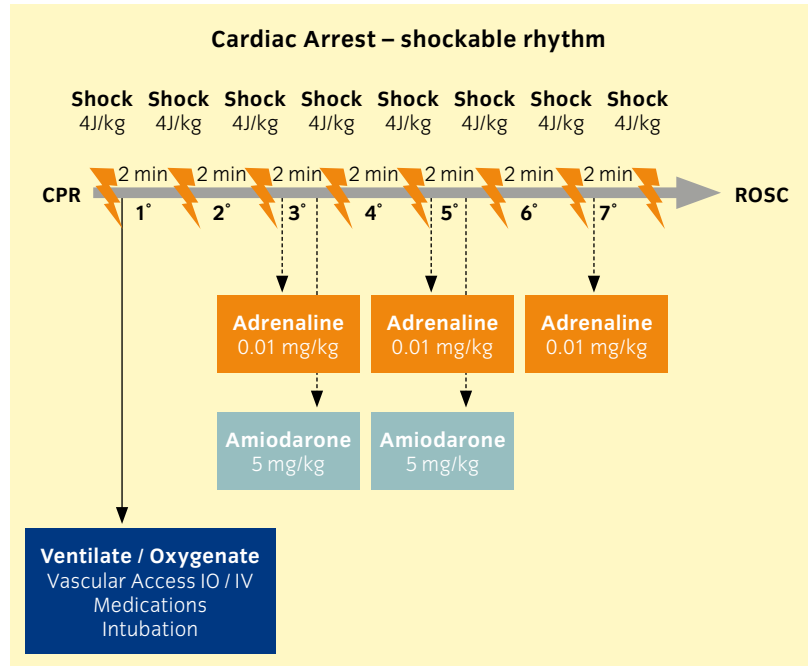 Cardiac Arrest – shockable rhythm
Shock Shock Shock Shock Shock Shock Shock Shock
4J/kg 4J/kg 4J/kg 4J/kg 4J/kg 4J/kg 4J/kg 4J/kg
2 min 2 min 2 min 2 min 2 min 2 min 2 min
CPR ROSC
1° 2° 3° 4° 5° 6° 7°
Adrenaline Adrenaline Adrenaline
0.01 mg/kg 0.01 mg/kg 0.01 mg/kg
Amiodarone Amiodarone
5 mg/kg 5 mg/kg
Ventilate / Oxygenate
Vascular Access IO / IV
Medications
Intubation